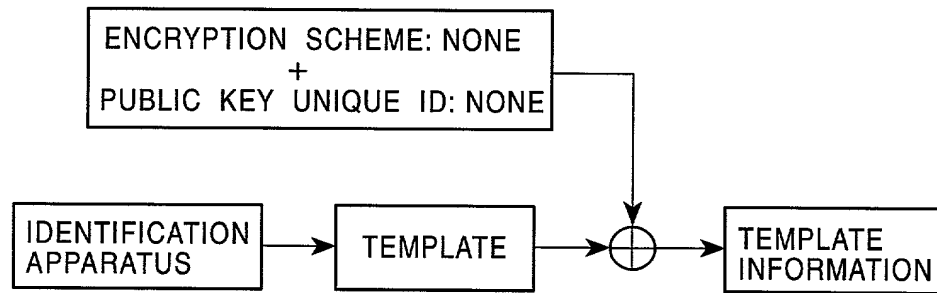 ENCRYPTION SCHEME: NONE
+
PUBLIC KEY UNIQUE ID: NONE
IDENTIFICATION
APPARATUS
TEMPLATE
TEMPLATE
INFORMATION